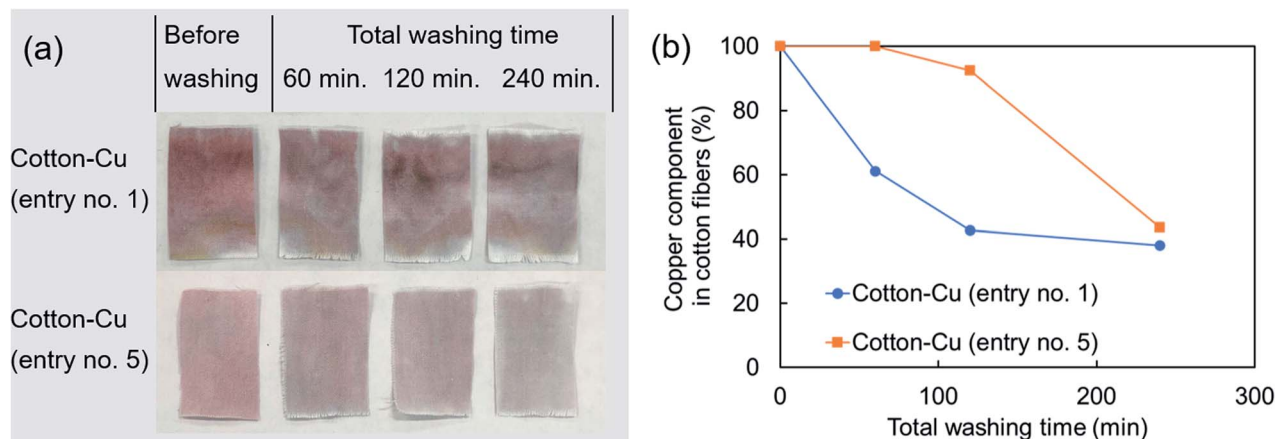 (a)
Before
washing
Total washing time
60 min. 120 min. 240 min.
Cotton-Cu
(entry no. 1)
Cotton-Cu
(entry no. 5)
(b)
Copper component
in cotton fibers (%)
100
80
60
40
20
0
Cotton-Cu (entry no. 1)
Cotton-Cu (entry no. 5)
0 100 200 300
Total washing time (min)